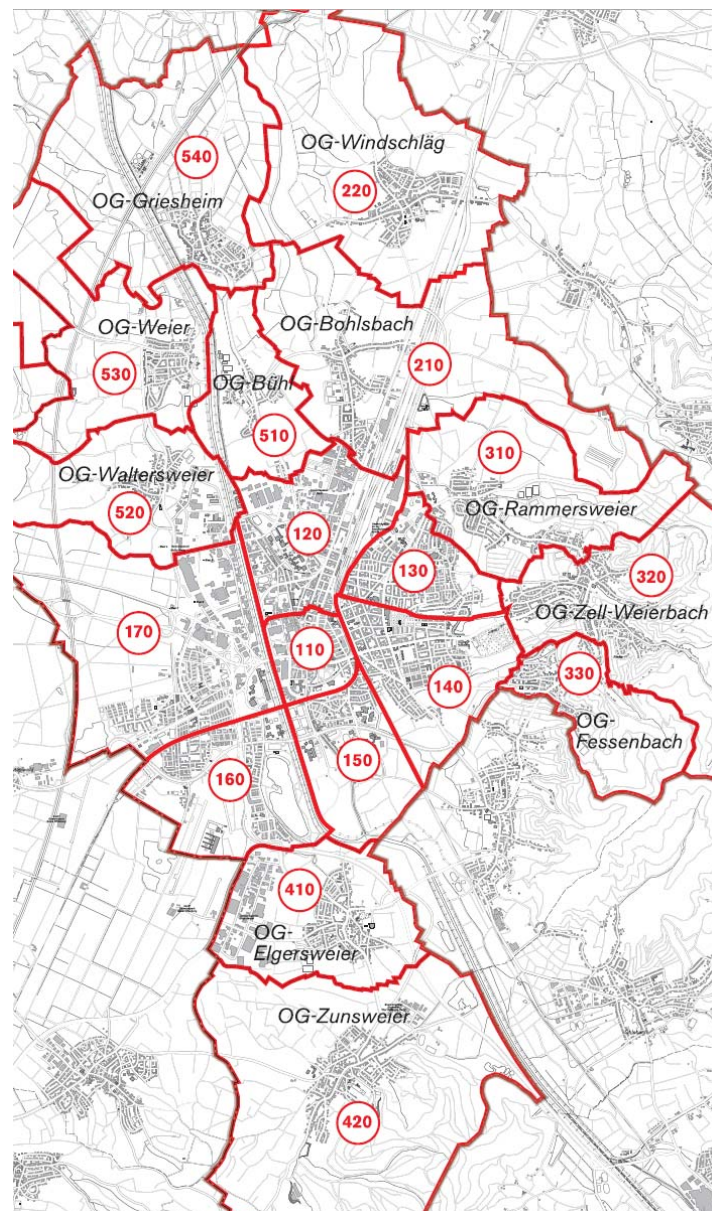 540
OG-Windschläg
220
OG-Griesheim
OG-Weier
OG-Bohlsbach
530
210
OG-Bühl
510
310
OG-Waltersweier
520
OG-Rammersweier
120
130
320
OG-Zell-Weierbach
170
110
330
140
OG-
Fessenbach
150
160
410
OG-
Elgersweier
OG-Zunsweier
420